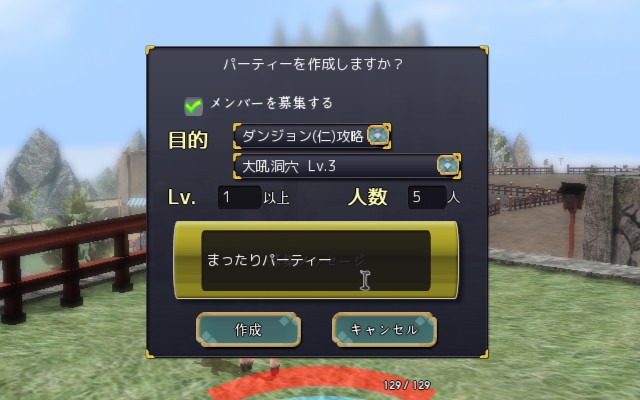 パーティーを作成しますか？
メンバーを募集する
目的 ダンジョン(仁)攻略
大吼洞穴 Lv.3
Lv. 1 以上 人数 5 人
まったりパーティー
作成 キャンセル
129 / 129